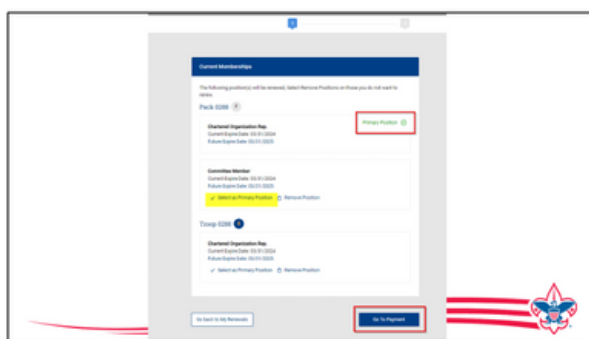 1
2
Current Memberships
The following position(s) will be renewed, Select Remove Positions on those you do not want to
renew.
Pack 0288 P
Primary Position
Chartered Organization Rep.
Current Expire Date: 03/31/2024
Future Expire Date: 03/31/2025
Committee Member
Current Expire Date: 03/31/2024
Future Expire Date: 03/31/2025
Select as Primary Position Remove Position
Troop 0288
Chartered Organization Rep.
Current Expire Date: 03/31/2024
Future Expire Date: 03/31/2025
Select as Primary Position Remove Position
Go back to My Renewals
Go To Payment